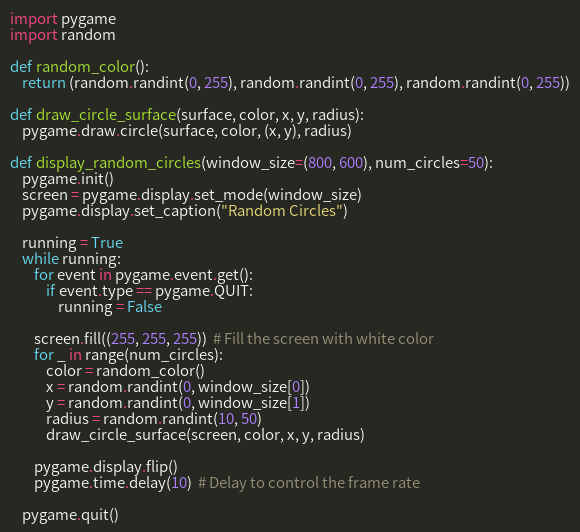 import pygame
import random

def random_color():
    return (random.randint(0, 255), random.randint(0, 255), random.randint(0, 255))

def draw_circle_surface(surface, color, x, y, radius):
    pygame.draw.circle(surface, color, (x, y), radius)

def display_random_circles(window_size=(800, 600), num_circles=50):
    pygame.init()
    screen = pygame.display.set_mode(window_size)
    pygame.display.set_caption("Random Circles")

    running = True
    while running:
        for event in pygame.event.get():
            if event.type == pygame.QUIT:
                running = False

        screen.fill((255, 255, 255))  # Fill the screen with white color
        for _ in range(num_circles):
            color = random_color()
            x = random.randint(0, window_size[0])
            y = random.randint(0, window_size[1])
            radius = random.randint(10, 50)
            draw_circle_surface(screen, color, x, y, radius)

        pygame.display.flip()
        pygame.time.delay(10)  # Delay to control the frame rate

    pygame.quit()